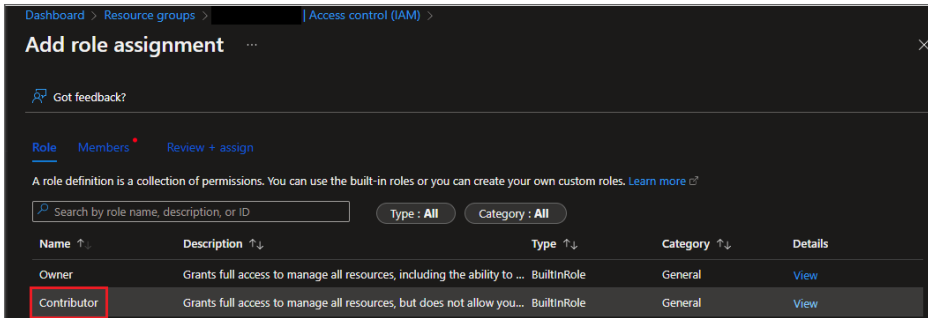 Dashboard > Resource groups > | Access control (IAM) >
Add role assignment ...
Got feedback?
Role Members Review + assign
A role definition is a collection of permissions. You can use the built-in roles or you can create your own custom roles. Learn more
Search by role name, description, or ID Type : All Category : All
Name ↑↓ Description ↑↓ Type ↑↓ Category ↑↓ Details
Owner Grants full access to manage all resources, including the ability to ... BuiltInRole General View
Contributor Grants full access to manage all resources, but does not allow you... BuiltInRole General View